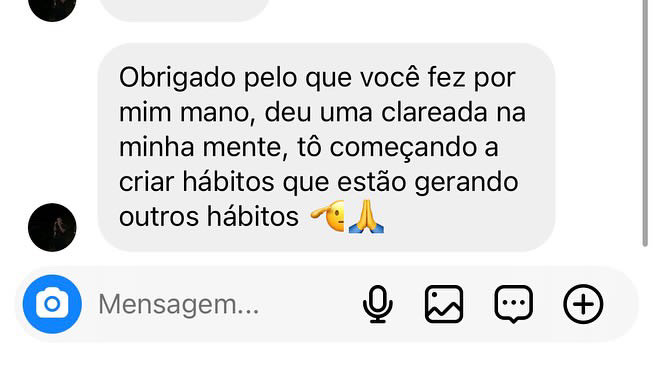 Obrigado pelo que você fez por
mim mano, deu uma clareada na
minha mente, tô começando a
criar hábitos que estão gerando
outros hábitos 🫡🙏
Mensagem...